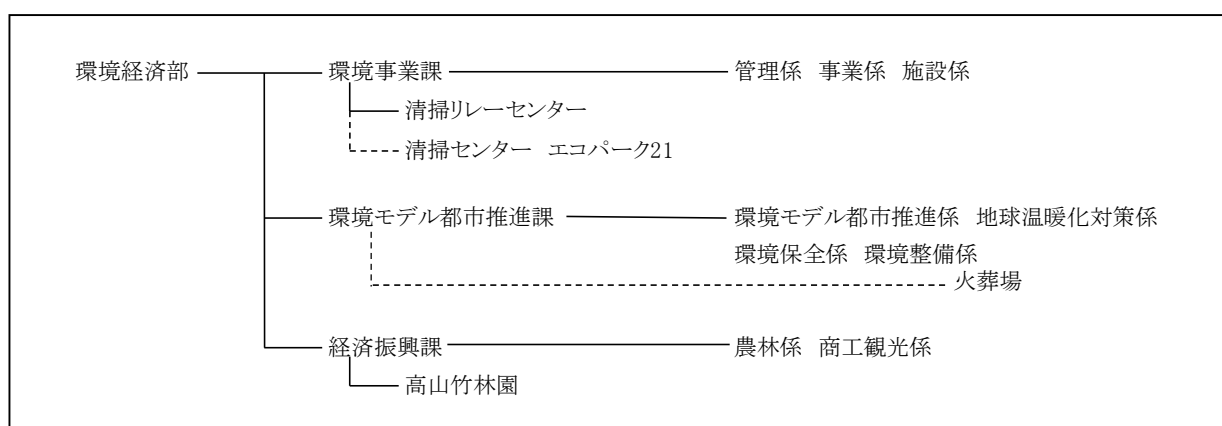 環境経済部 環境事業課 管理係 事業係 施設係
清掃リレーセンター
清掃センター エコパーク21
環境モデル都市推進課 環境モデル都市推進係 地球温暖化対策係
環境保全係 環境整備係
火葬場
経済振興課 農林係 商工観光係
高山竹林園